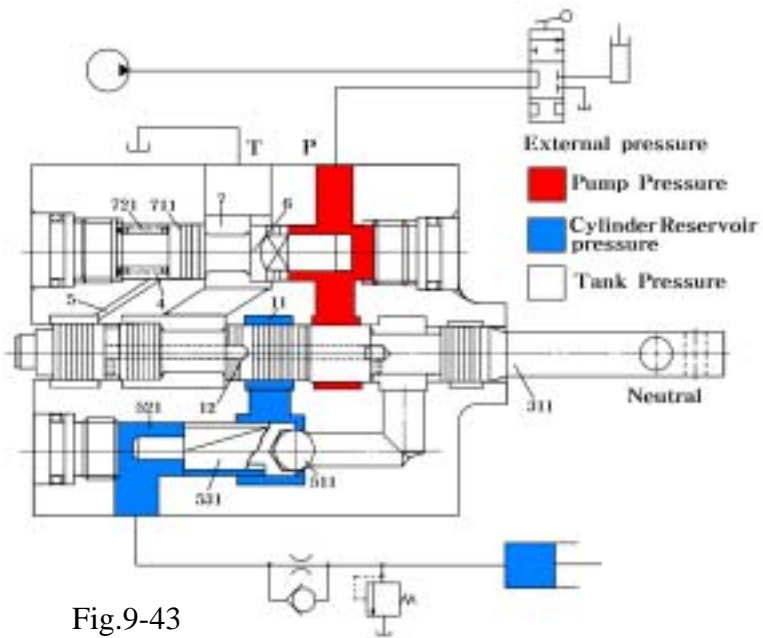 External pressure
T P
Pump Pressure
Cylinder Reservoir
pressure
Tank Pressure
721 711 7 6
5 4 11
12
Neutral
311
521
531
511
Fig.9-43